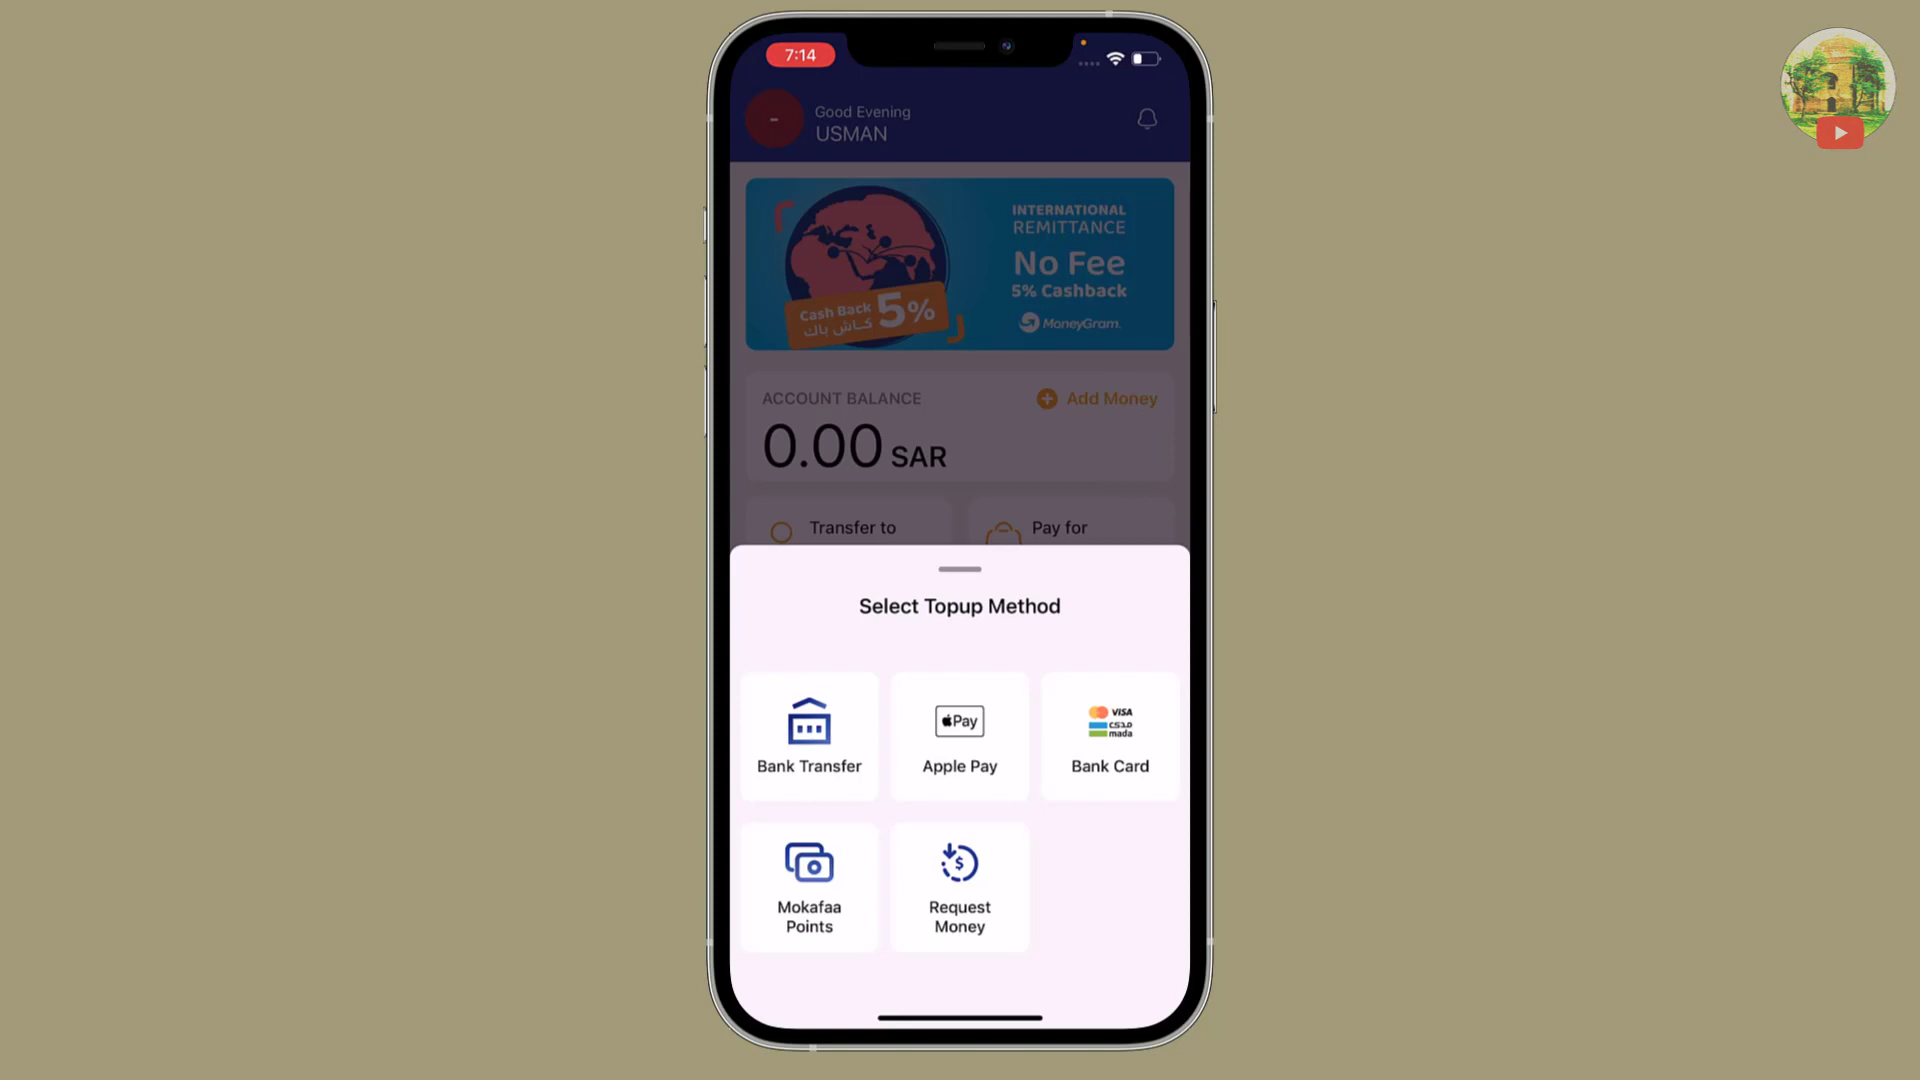 7:14
-
Good Evening
USMAN
INTERNATIONAL
REMITTANCE
No Fee
5% Cashback
MoneyGram.
Cash Back 5%
كاش باك
ACCOUNT BALANCE
Add Money
0.00 SAR
Transfer to
Pay for
Select Topup Method
Pay
VISA
مدى
mada
Bank Transfer
Apple Pay
Bank Card
$
Mokafaa
Points
Request
Money